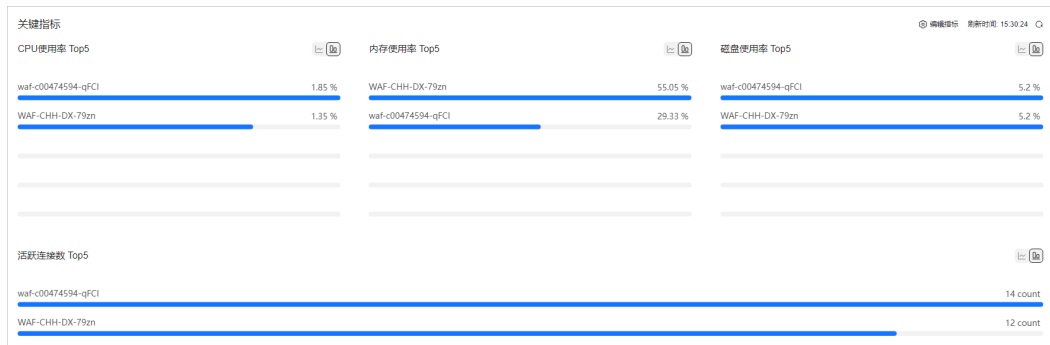 关键指标 编辑指标 刷新时间: 15:30:24
CPU使用率 Top5 内存使用率 Top5 磁盘使用率 Top5
waf-c00474594-qFCl 1.85 % WAF-CHH-DX-79zn 55.05 % waf-c00474594-qFCl 5.2 %
WAF-CHH-DX-79zn 1.35 % waf-c00474594-qFCl 29.33 % WAF-CHH-DX-79zn 5.2 %
活跃连接数 Top5
waf-c00474594-qFCl 14 count
WAF-CHH-DX-79zn 12 count